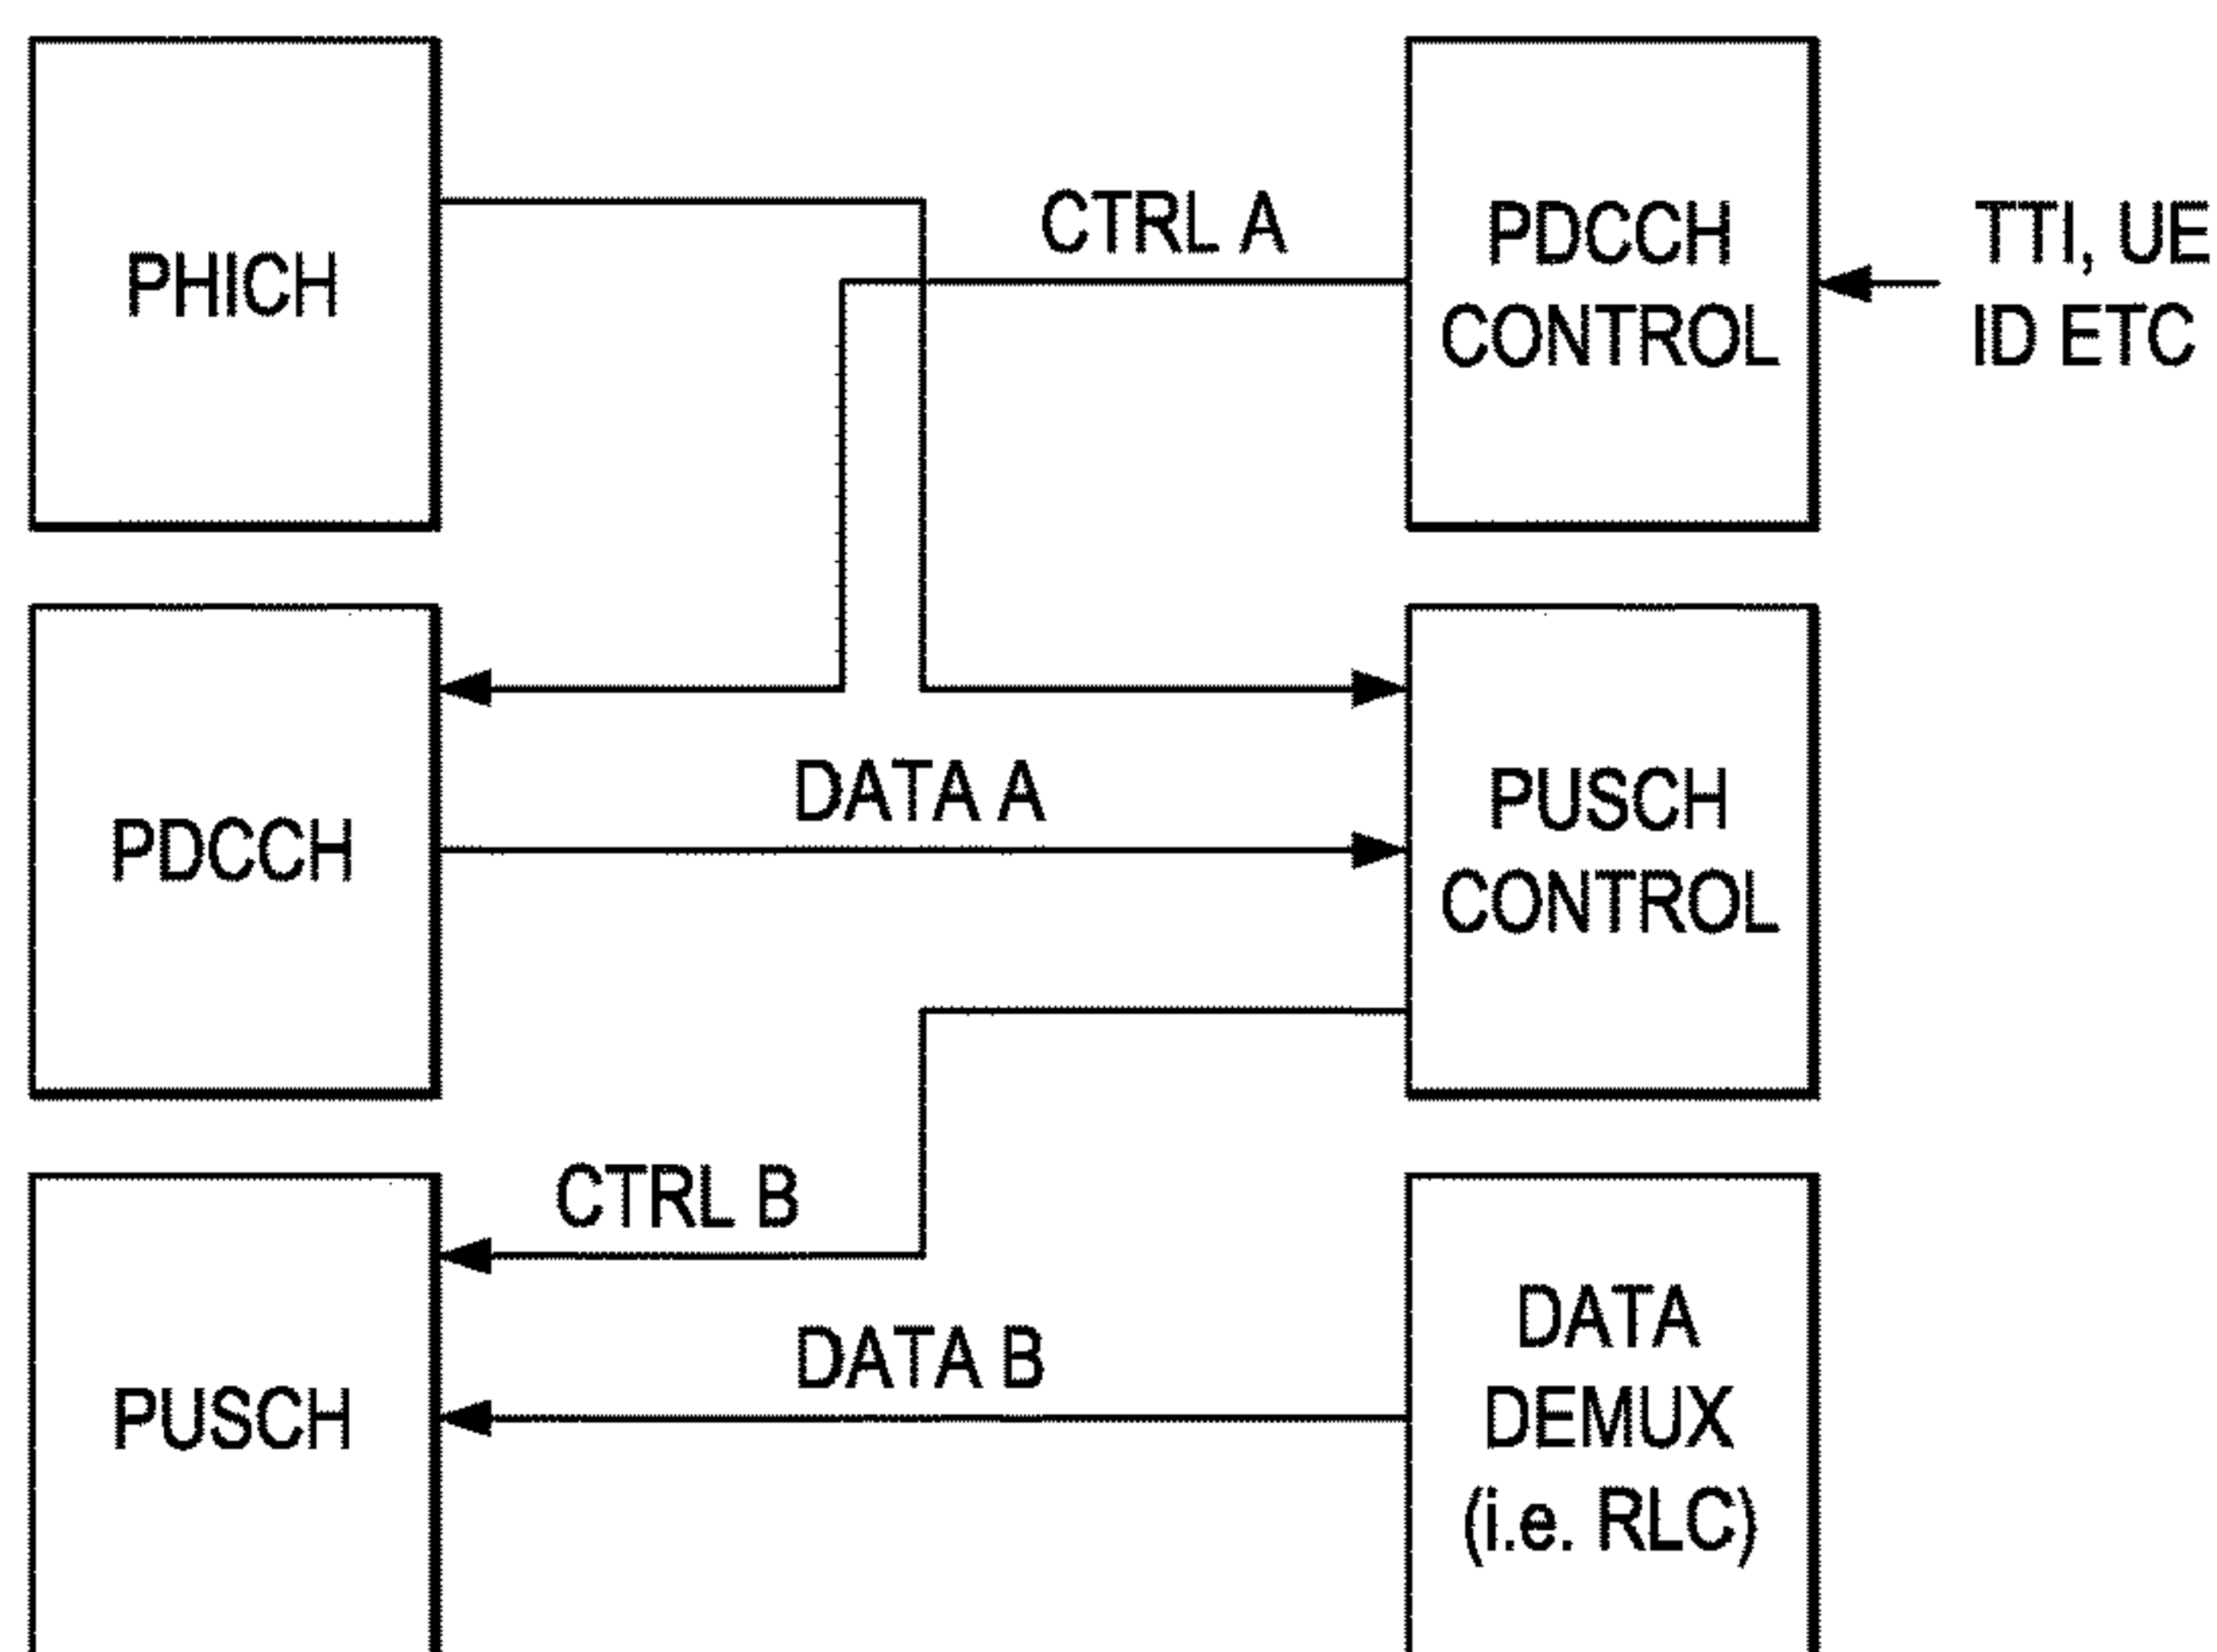 PHICH
CTRL A
PDCCH
CONTROL
TTI, UE
ID ETC
PDCCH
DATA A
PUSCH
CONTROL
CTRL B
PUSCH
DATA B
DATA
DEMUX
(i.e. RLC)